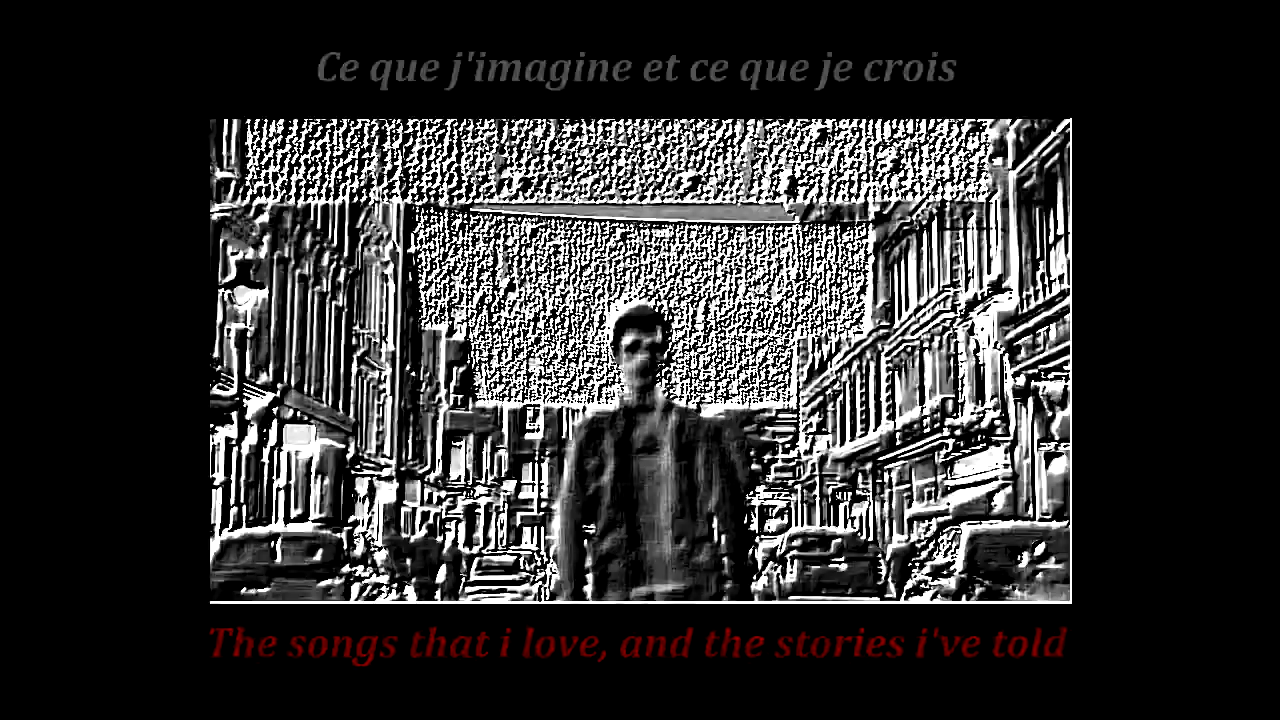 Ce que j'imagine et ce que je crois
The songs that i love, and the stories i've told